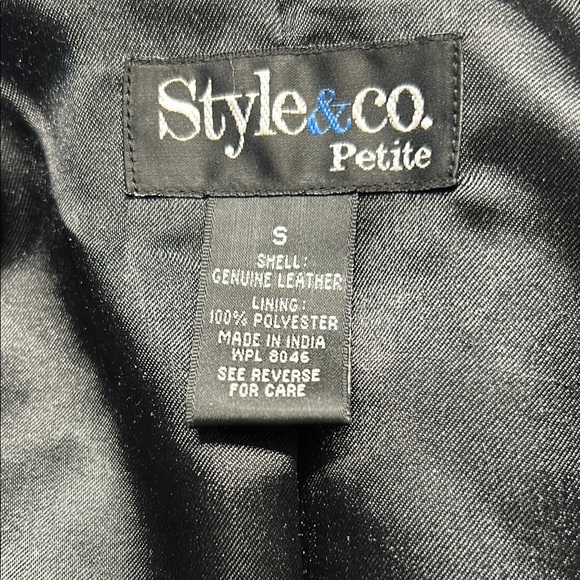 Style&co.
Petite
S
SHELL:
GENUINE LEATHER
LINING:
100% POLYESTER
MADE IN INDIA
WPL 8046
SEE REVERSE
FOR CARE